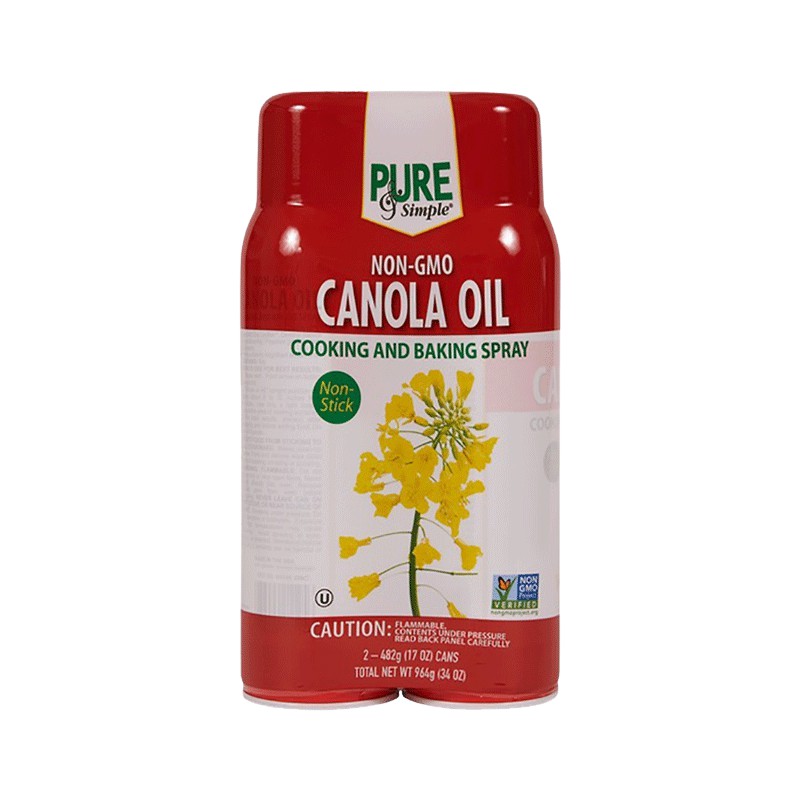 PURE
& Simple®
NON-GMO
CANOLA OIL
COOKING AND BAKING SPRAY
Non-
Stick
NON
GMO
Project
VERIFIED
nongmoproject.org
U
CAUTION: FLAMMABLE,
CONTENTS UNDER PRESSURE
READ BACK PANEL CAREFULLY
2 – 482g (17 OZ) CANS
TOTAL NET WT 964g (34 OZ)